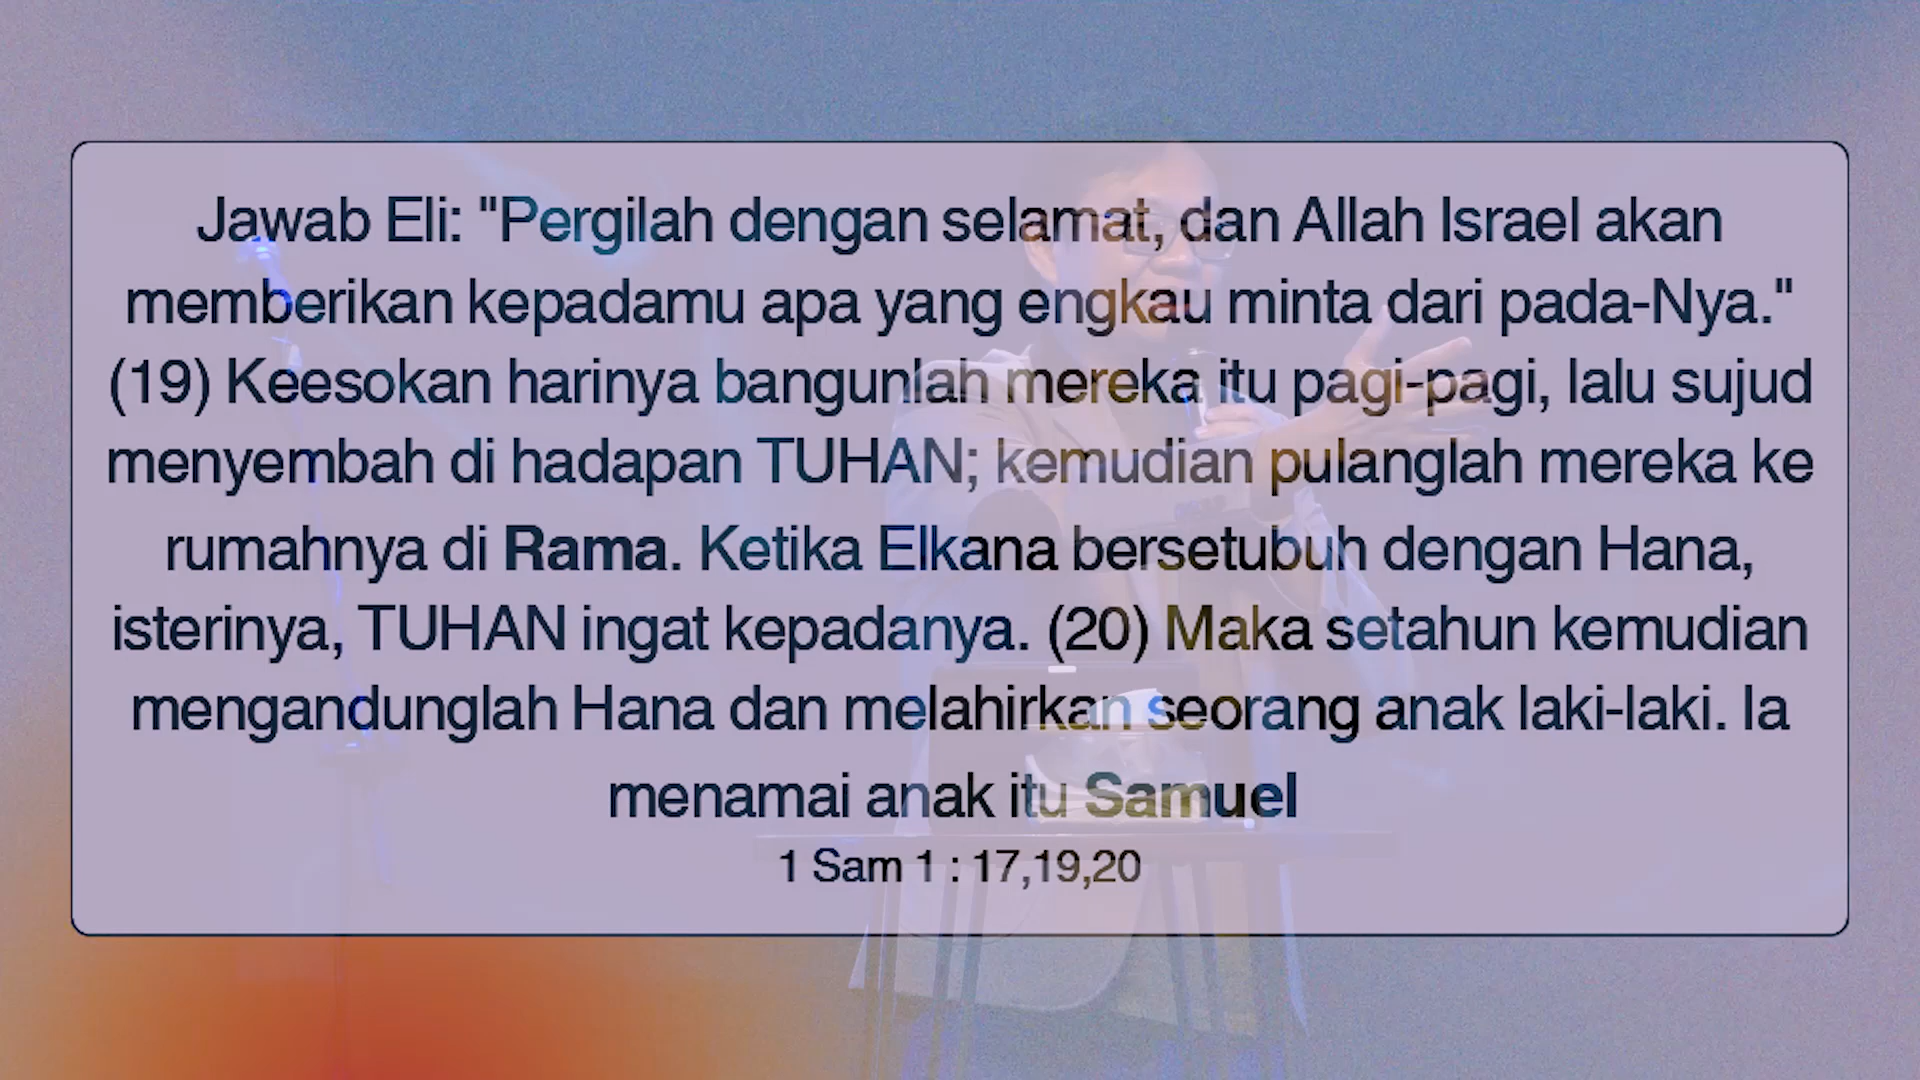 Jawab Eli: "Pergilah dengan selamat, dan Allah Israel akan
memberikan kepadamu apa yang engkau minta dari pada-Nya."
(19) Keesokan harinya bangunlah mereka itu pagi-pagi, lalu sujud
menyembah di hadapan TUHAN; kemudian pulanglah mereka ke
rumahnya di Rama. Ketika Elkana bersetubuh dengan Hana,
isterinya, TUHAN ingat kepadanya. (20) Maka setahun kemudian
mengandunglah Hana dan melahirkan seorang anak laki-laki. Ia
menamai anak itu Samuel
1 Sam 1 : 17,19,20